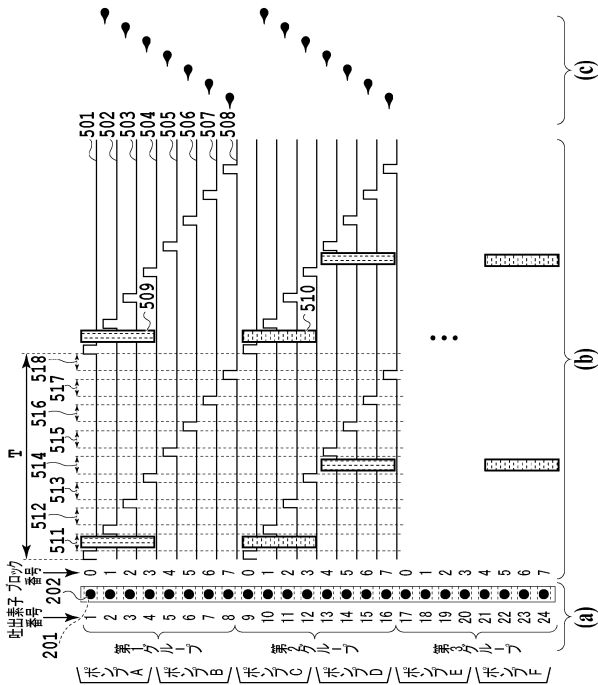 T
511
512
513
514
515
516
517
518
501
502
503
504
505
506
507
508
509
510
吐出素子番号
ブロック番号
201
202
1 2 3 4 5 6 7 8 9 10 11 12 13 14 15 16 17 18 19 20 21 22 23 24
0 1 2 3 4 5 6 7 0 1 2 3 4 5 6 7 0 1 2 3 4 5 6 7
第1グループ
第2グループ
第3グループ
ポンプA
ポンプB
ポンプC
ポンプD
ポンプE
ポンプF
(a)
(b)
(c)